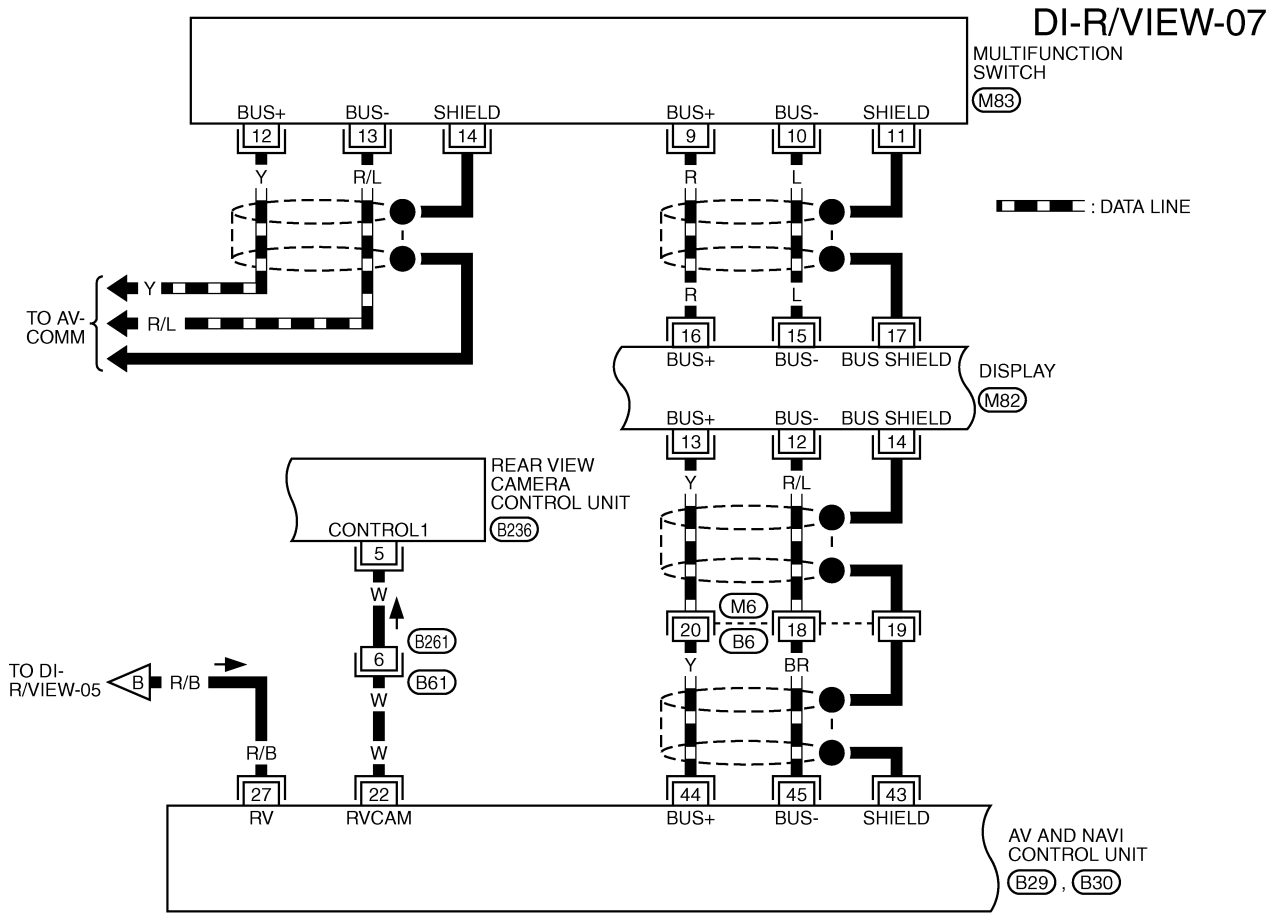 DI-R/VIEW-07
MULTIFUNCTION
SWITCH
M83
BUS+ BUS- SHIELD BUS+ BUS- SHIELD
12 13 14 9 10 11
Y R/L R L
: DATA LINE
Y R L
TO AV-
COMM
R/L
16 15 17
BUS+ BUS- BUS SHIELD
DISPLAY
M82
BUS+ BUS- BUS SHIELD
13 12 14
Y R/L
REAR VIEW
CAMERA
CONTROL UNIT
B236
CONTROL1
5
W
M6
20 18 19
B6
B261
6
B61
Y BR
TO DI-
R/VIEW-05
B R/B
W
R/B W
27 22 44 45 43
RV RVCAM BUS+ BUS- SHIELD
AV AND NAVI
CONTROL UNIT
B29 , B30